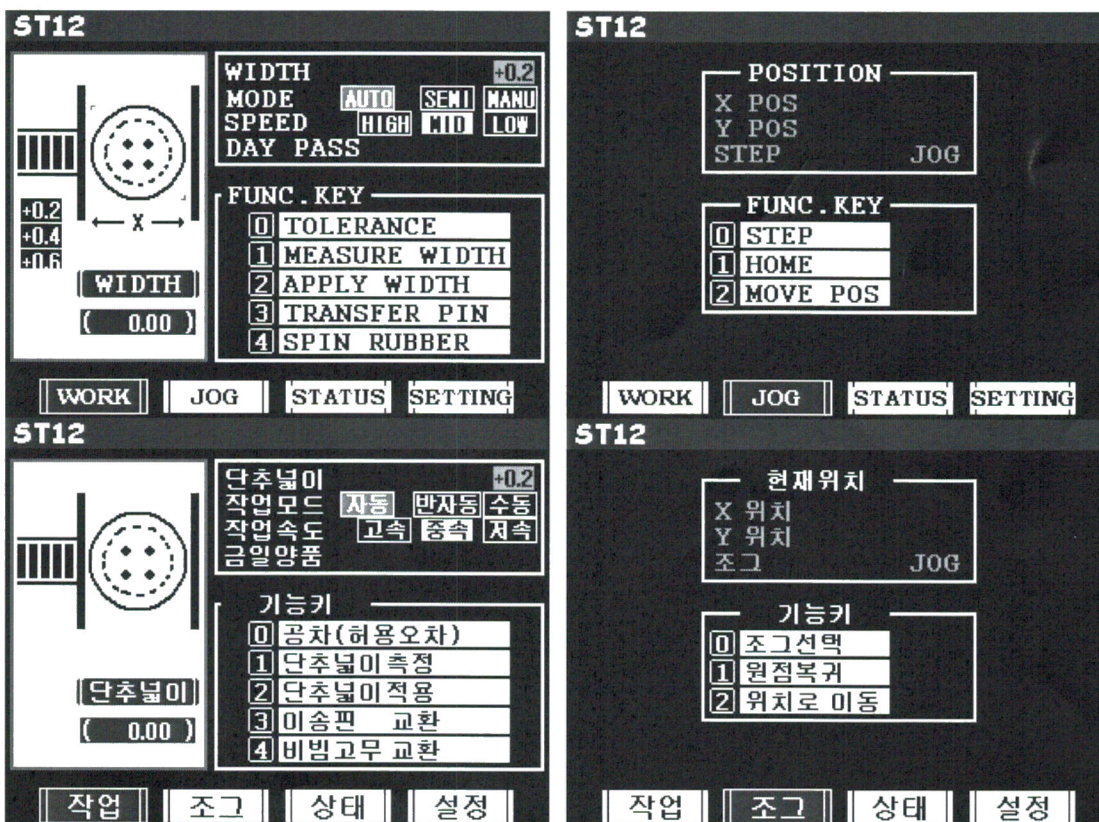 ST12
WIDTH +0.2
MODE AUTO SEMI MANU
SPEED HIGH MID LOW
DAY PASS
+0.2
+0.4
+0.6
X
WIDTH
( 0.00 )
FUNC.KEY
0 TOLERANCE
1 MEASURE WIDTH
2 APPLY WIDTH
3 TRANSFER PIN
4 SPIN RUBBER
WORK JOG STATUS SETTING
ST12
POSITION
X POS
Y POS
STEP JOG
FUNC.KEY
0 STEP
1 HOME
2 MOVE POS
WORK JOG STATUS SETTING
ST12
단추넓이 +0.2
작업모드 자동 반자동 수동
작업속도 고속 중속 저속
금일양품
단추넓이
( 0.00 )
기능키
0 공차(허용오차)
1 단추넓이측정
2 단추넓이적용
3 이송핀 교환
4 비빔고무 교환
작업 조그 상태 설정
ST12
현재위치
X 위치
Y 위치
조그 JOG
기능키
0 조그선택
1 원점복귀
2 위치로 이동
작업 조그 상태 설정